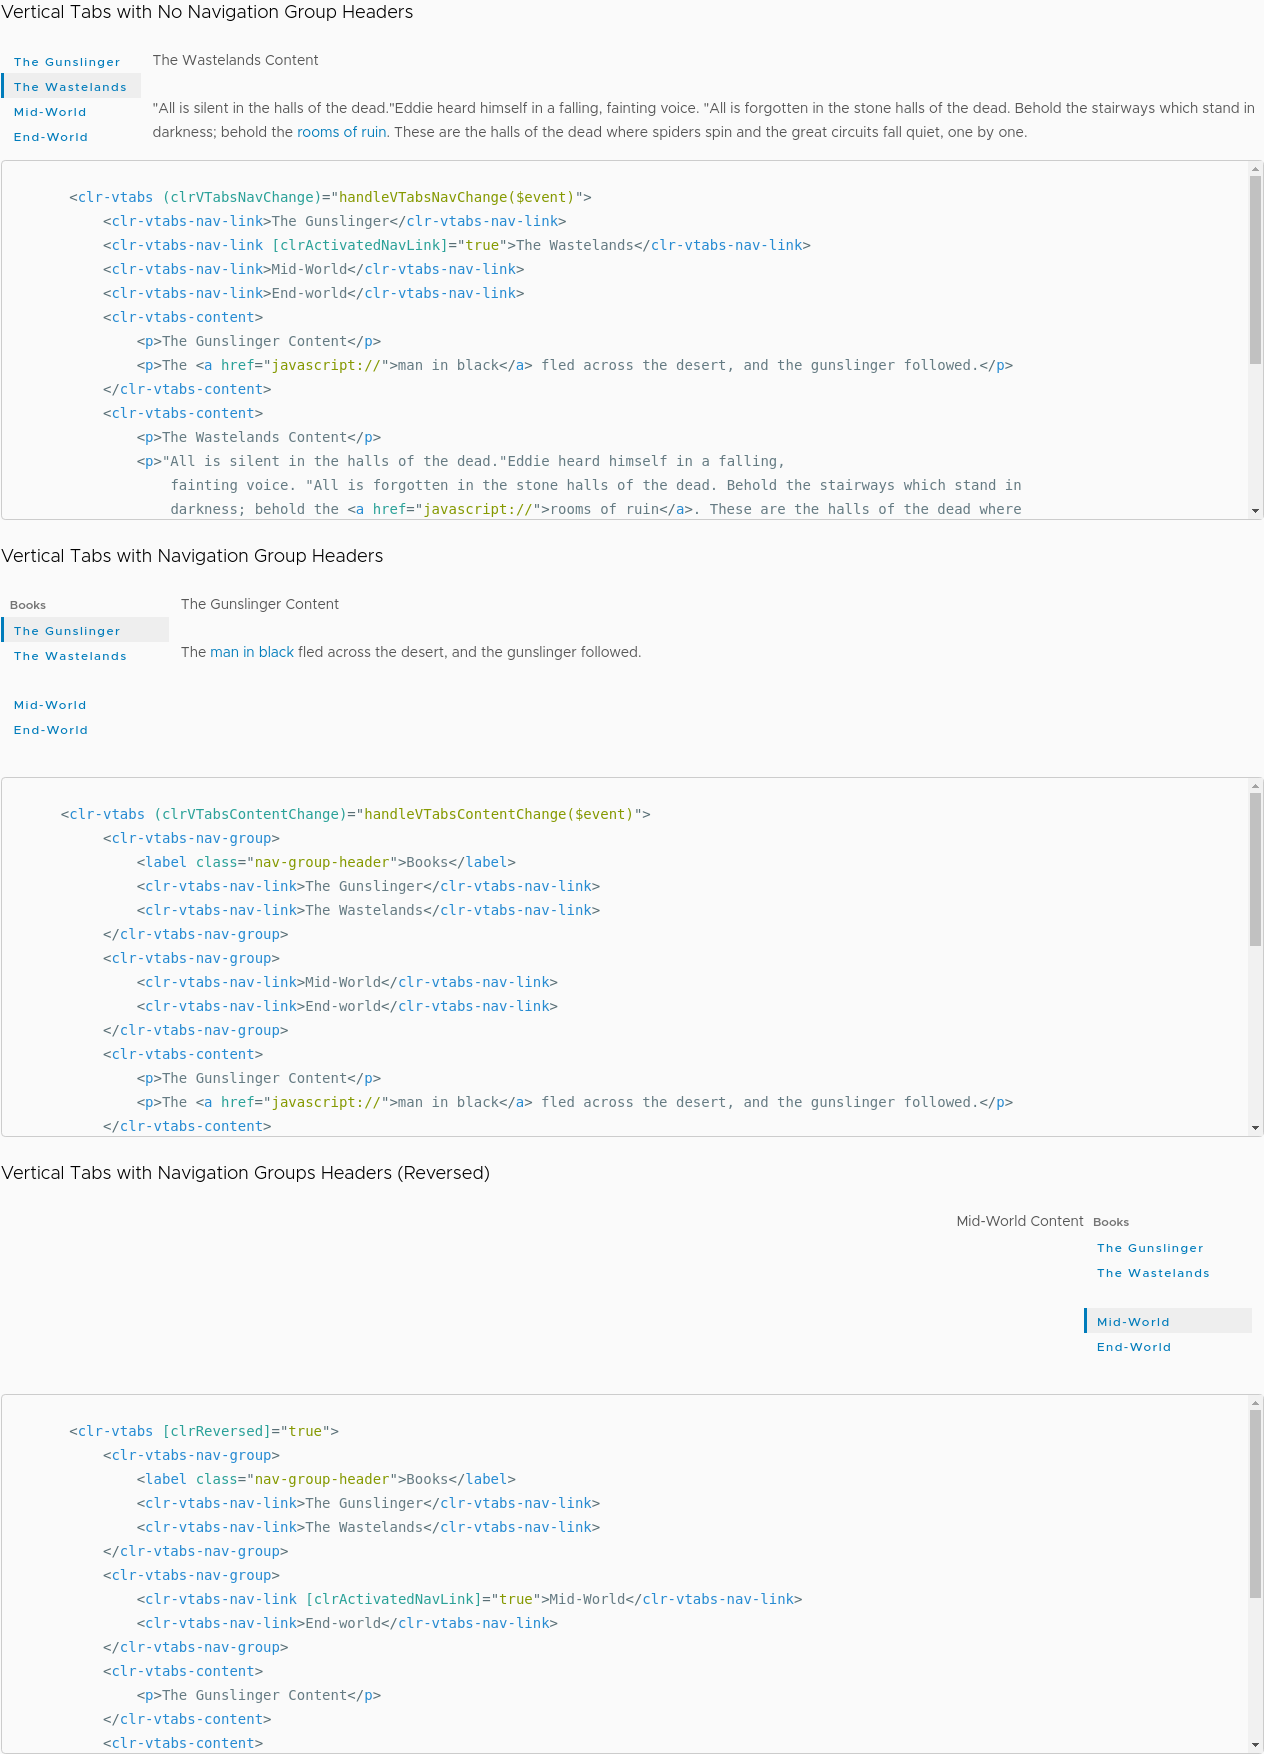 Vertical Tabs with No Navigation Group Headers
The Gunslinger
The Wastelands
Mid-World
End-World
The Wastelands Content
"All is silent in the halls of the dead."Eddie heard himself in a falling, fainting voice. "All is forgotten in the stone halls of the dead. Behold the stairways which stand in
darkness; behold the rooms of ruin. These are the halls of the dead where spiders spin and the great circuits fall quiet, one by one.
<clr-vtabs (clrVTabsNavChange)="handleVTabsNavChange($event)">
<clr-vtabs-nav-link>The Gunslinger</clr-vtabs-nav-link>
<clr-vtabs-nav-link [clrActivatedNavLink]="true">The Wastelands</clr-vtabs-nav-link>
<clr-vtabs-nav-link>Mid-World</clr-vtabs-nav-link>
<clr-vtabs-nav-link>End-world</clr-vtabs-nav-link>
<clr-vtabs-content>
<p>The Gunslinger Content</p>
<p>The <a href="javascript://">man in black</a> fled across the desert, and the gunslinger followed.</p>
</clr-vtabs-content>
<clr-vtabs-content>
<p>The Wastelands Content</p>
<p>"All is silent in the halls of the dead."Eddie heard himself in a falling,
fainting voice. "All is forgotten in the stone halls of the dead. Behold the stairways which stand in
darkness; behold the <a href="javascript://">rooms of ruin</a>. These are the halls of the dead where
Vertical Tabs with Navigation Group Headers
Books
The Gunslinger
The Wastelands
Mid-World
End-World
The Gunslinger Content
The man in black fled across the desert, and the gunslinger followed.
<clr-vtabs (clrVTabsContentChange)="handleVTabsContentChange($event)">
<clr-vtabs-nav-group>
<label class="nav-group-header">Books</label>
<clr-vtabs-nav-link>The Gunslinger</clr-vtabs-nav-link>
<clr-vtabs-nav-link>The Wastelands</clr-vtabs-nav-link>
</clr-vtabs-nav-group>
<clr-vtabs-nav-group>
<clr-vtabs-nav-link>Mid-World</clr-vtabs-nav-link>
<clr-vtabs-nav-link>End-world</clr-vtabs-nav-link>
</clr-vtabs-nav-group>
<clr-vtabs-content>
<p>The Gunslinger Content</p>
<p>The <a href="javascript://">man in black</a> fled across the desert, and the gunslinger followed.</p>
</clr-vtabs-content>
Vertical Tabs with Navigation Groups Headers (Reversed)
Mid-World Content
Books
The Gunslinger
The Wastelands
Mid-World
End-World
<clr-vtabs [clrReversed]="true">
<clr-vtabs-nav-group>
<label class="nav-group-header">Books</label>
<clr-vtabs-nav-link>The Gunslinger</clr-vtabs-nav-link>
<clr-vtabs-nav-link>The Wastelands</clr-vtabs-nav-link>
</clr-vtabs-nav-group>
<clr-vtabs-nav-group>
<clr-vtabs-nav-link [clrActivatedNavLink]="true">Mid-World</clr-vtabs-nav-link>
<clr-vtabs-nav-link>End-world</clr-vtabs-nav-link>
</clr-vtabs-nav-group>
<clr-vtabs-content>
<p>The Gunslinger Content</p>
</clr-vtabs-content>
<clr-vtabs-content>